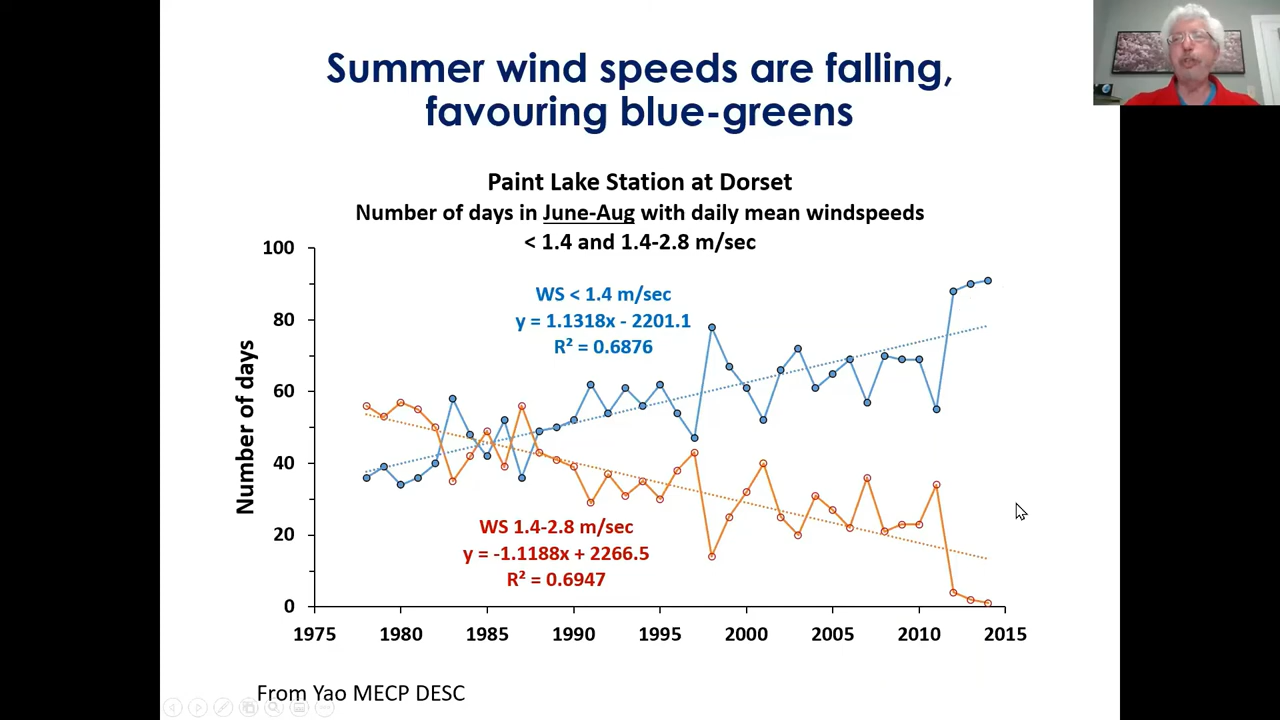 Summer wind speeds are falling,
favouring blue-greens
Paint Lake Station at Dorset
Number of days in June-Aug with daily mean windspeeds
< 1.4 and 1.4-2.8 m/sec
100
80
60
40
20
0
Number of days
WS < 1.4 m/sec
y = 1.1318x - 2201.1
R² = 0.6876
WS 1.4-2.8 m/sec
y = -1.1188x + 2266.5
R² = 0.6947
1975 1980 1985 1990 1995 2000 2005 2010 2015
From Yao MECP DESC